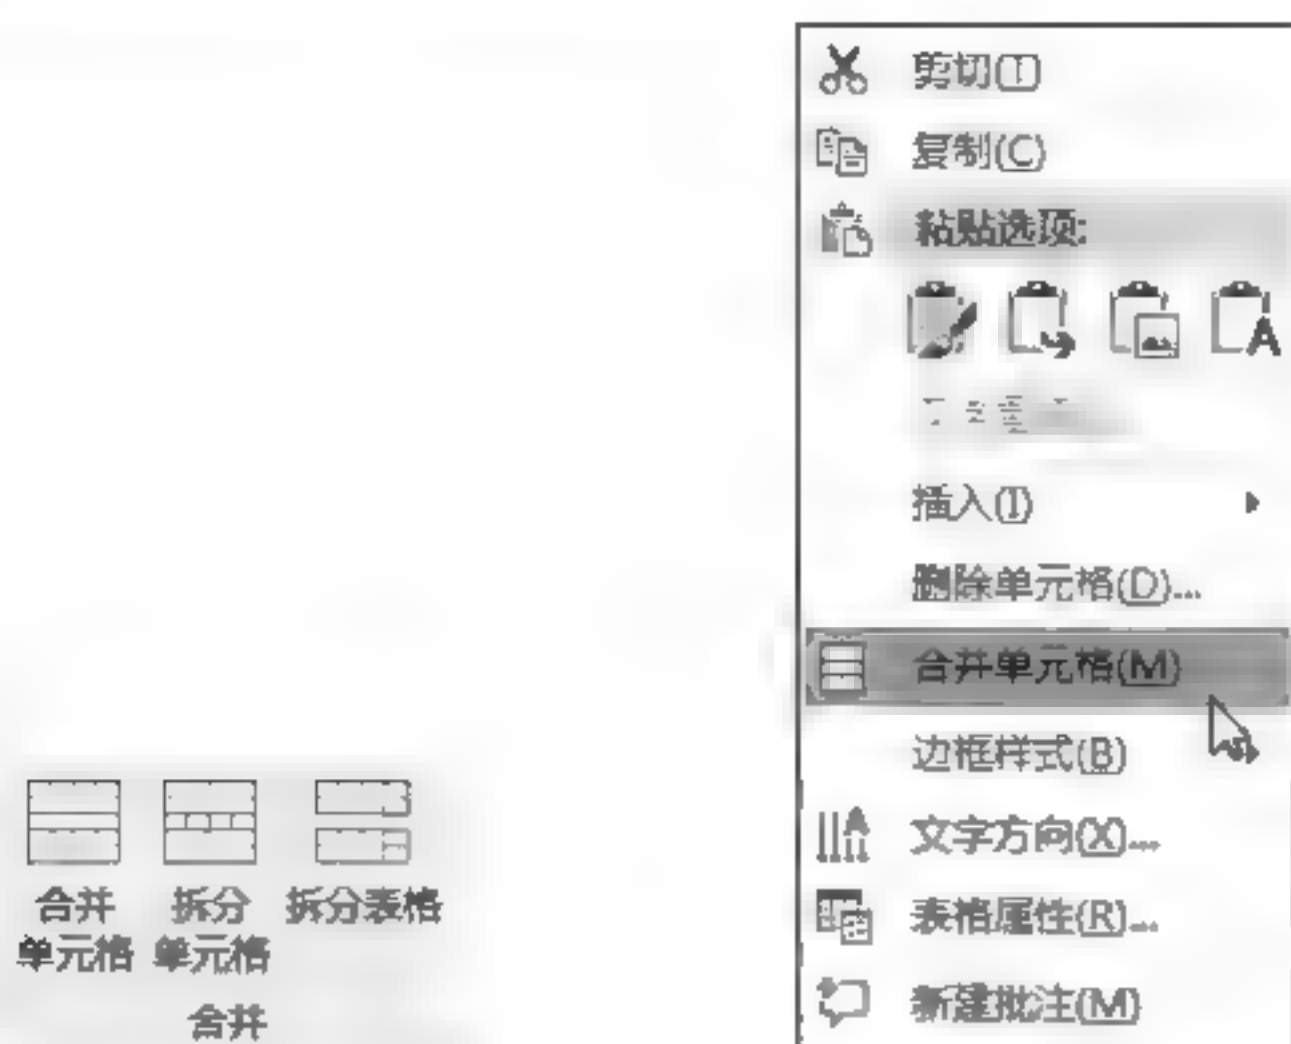 剪切(T)
复制(C)
粘贴选项:
插入(I)
删除单元格(D)...
合并单元格(M)
边框样式(B)
文字方向(X)...
表格属性(R)...
新建批注(M)
合并
单元格
拆分
单元格
拆分表格
合并